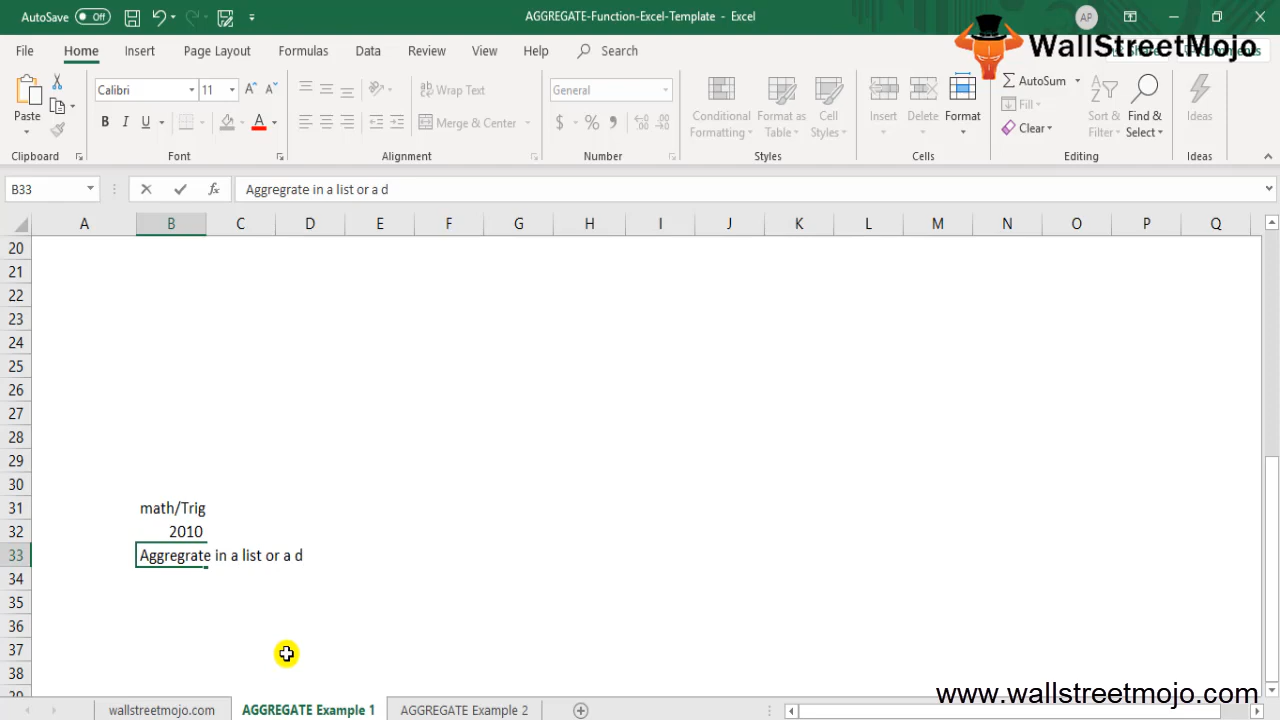 AutoSave Off AGGREGATE-Function-Excel-Template - Excel AP
WallStreetMojo
File Home Insert Page Layout Formulas Data Review View Help Search
Paste
Calibri 11
B I U A
Wrap Text
Merge & Center
General
$ % 9
Conditional Formatting
Format as Table
Cell Styles
Insert Delete Format
AutoSum
Fill
Clear
Sort & Filter
Find & Select
Ideas
Clipboard Font Alignment Number Styles Cells Editing Ideas
B33 fx Aggregrate in a list or a d
A B C D E F G H I J K L M N O P Q
20
21
22
23
24
25
26
27
28
29
30
31 math/Trig
32 2010
33 Aggregrate in a list or a d
34
35
36
37
38
www.wallstreetmojo.com
wallstreetmojo.com AGGREGATE Example 1 AGGREGATE Example 2